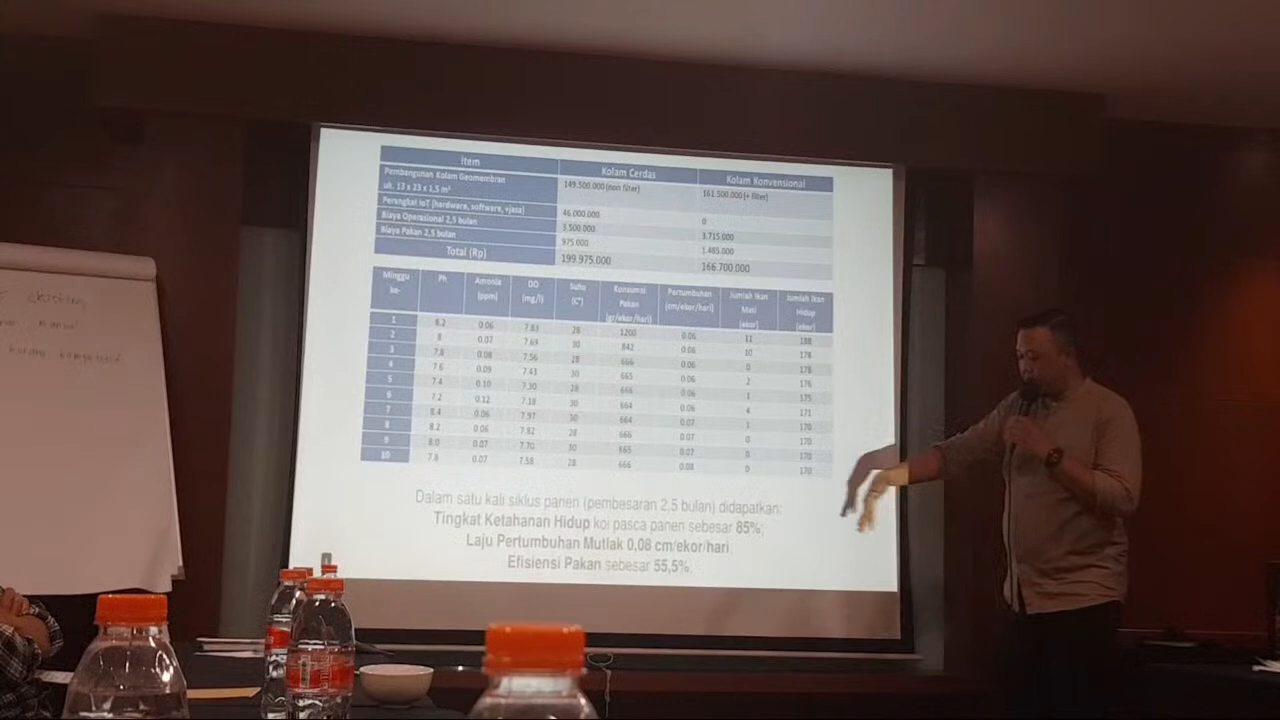 Item Kolam Cerdas Kolam Konvensional
Pembangunan Kolam Geomembran
uk. 13 x 23 x 1,5 m³ 149.500.000 (non filter) 161.500.000 (+ filter)
Perangkat IoT (hardware, software, +jasa) 46.000.000 0
Biaya Operasional 2,5 bulan 3.500.000 3.715.000
Biaya Pakan 2,5 bulan 975.000 1.485.000
Total (Rp) 199.975.000 166.700.000
Minggu ke- Ph Amonia (ppm) DO (mg/l) Suhu (C°) Konsumsi Pakan (gr/ekor/hari) Pertumbuhan (cm/ekor/hari) Jumlah Ikan Mati (ekor) Jumlah Ikan Hidup (ekor)
1 8.2 0.06 7.83 28 1200 0.06 11 188
2 8 0.07 7.69 30 842 0.06 10 178
3 7.8 0.08 7.56 28 666 0.06 0 178
4 7.6 0.09 7.43 30 665 0.06 2 176
5 7.4 0.10 7.30 28 666 0.06 1 175
6 7.2 0.12 7.18 30 664 0.06 4 171
7 8.4 0.06 7.97 30 664 0.07 1 170
8 8.2 0.06 7.82 28 666 0.07 0 170
9 8.0 0.07 7.70 30 665 0.07 0 170
10 7.8 0.07 7.58 28 666 0.08 0 170
Dalam satu kali siklus panen (pembesaran 2,5 bulan) didapatkan:
Tingkat Ketahanan Hidup koi pasca panen sebesar 85%;
Laju Pertumbuhan Mutlak 0,08 cm/ekor/hari;
Efisiensi Pakan sebesar 55,5%;